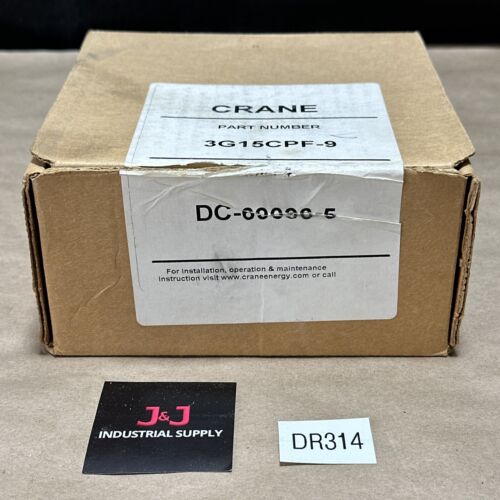 CRANE
PART NUMBER
3G15CPF-9
DC-60030-5
For installation, operation & maintenance
instruction visit www.craneenergy.com or call
J&J
INDUSTRIAL SUPPLY
DR314